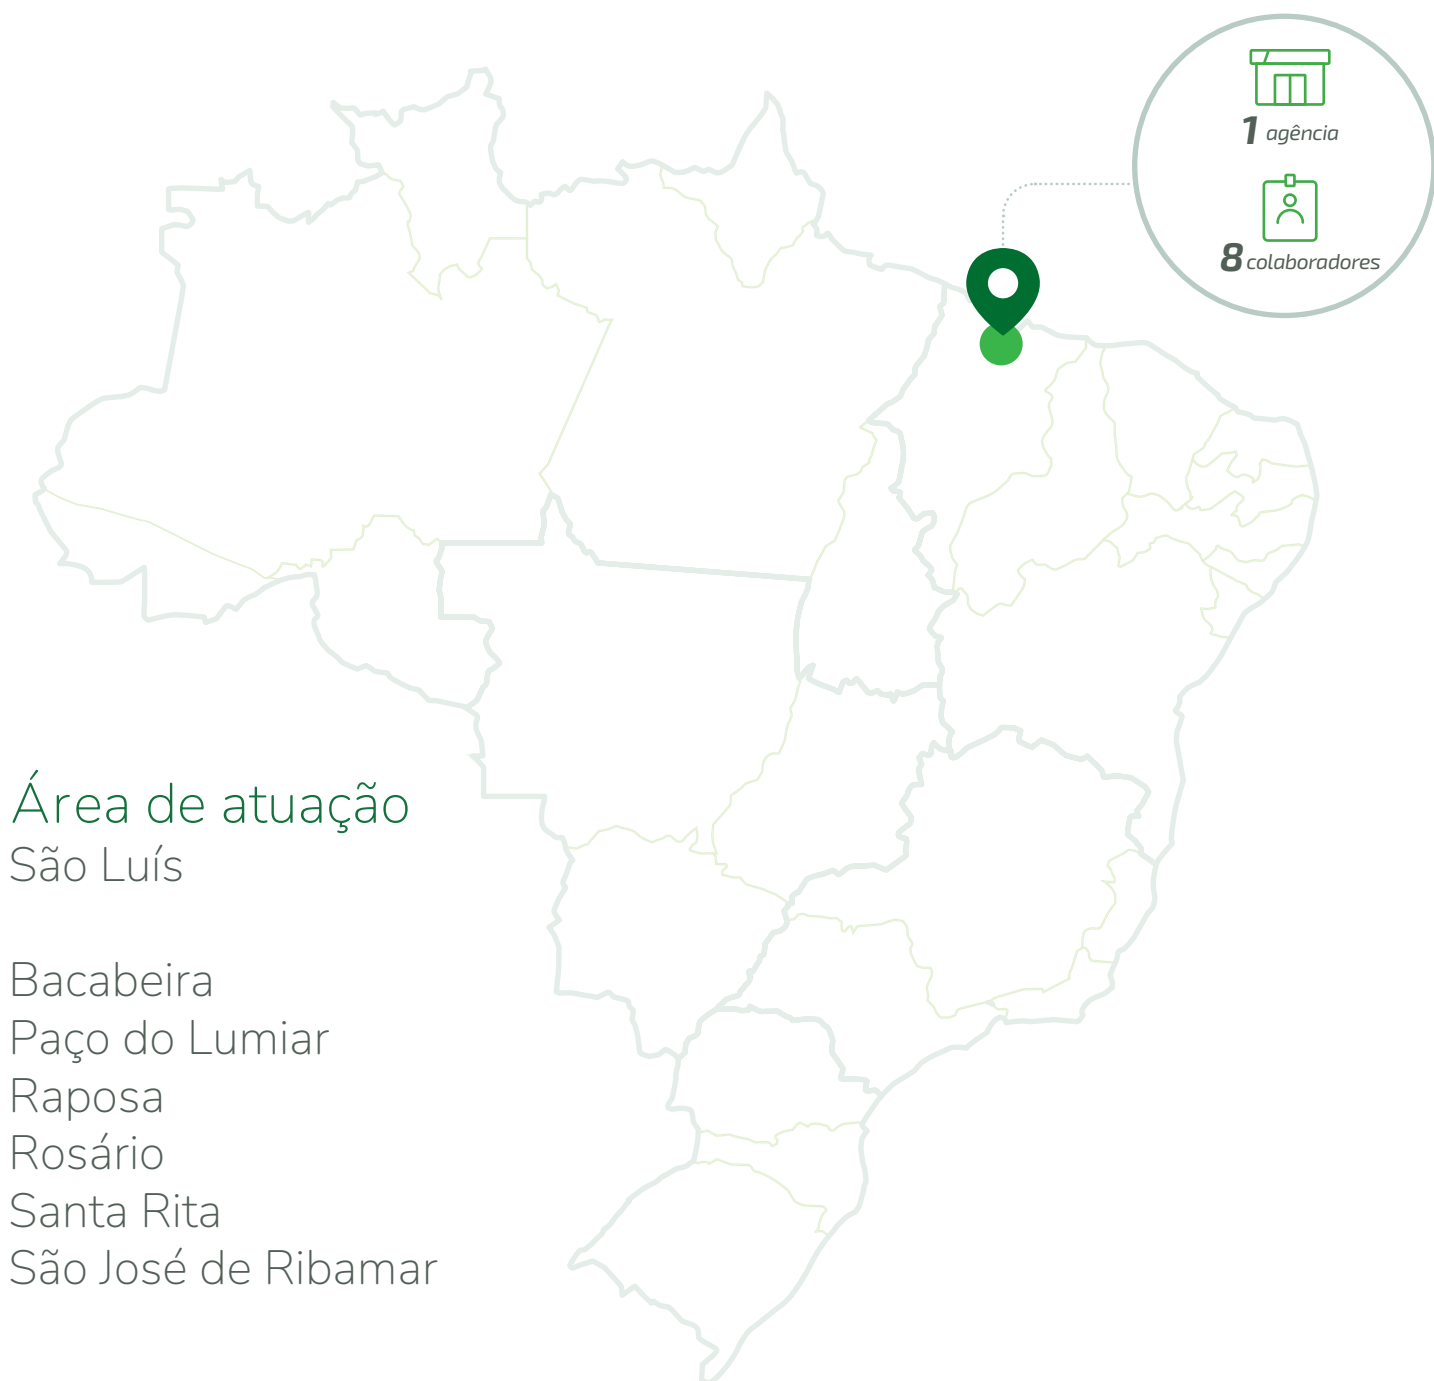 1 agência
8 colaboradores
Área de atuação
São Luís
Bacabeira
Paço do Lumiar
Raposa
Rosário
Santa Rita
São José de Ribamar